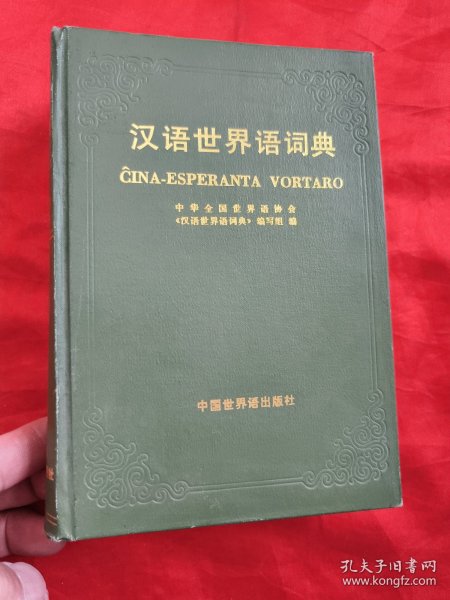 汉语世界语词典
ĈINA-ESPERANTA VORTARO
中华全国世界语协会
《汉语世界语词典》编写组 编
中国世界语出版社
孔夫子旧书网
www.kongfz.com